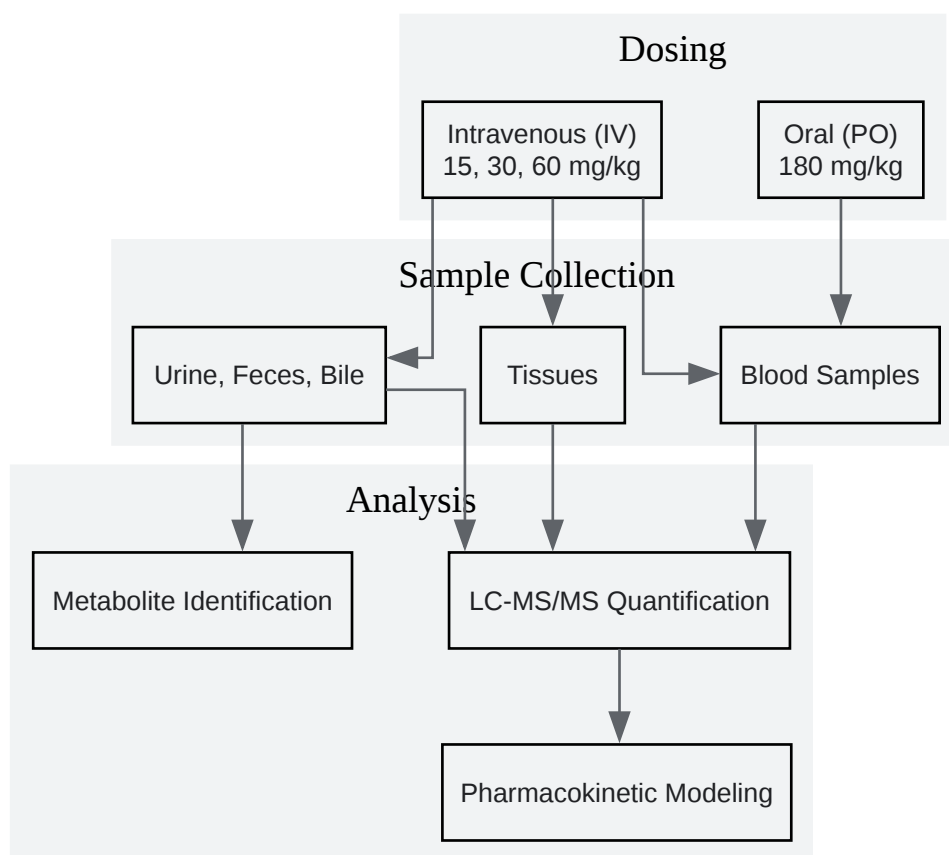 Dosing
Intravenous (IV)
15, 30, 60 mg/kg
Oral (PO)
180 mg/kg
Sample Collection
Urine, Feces, Bile
Tissues
Blood Samples
Analysis
Metabolite Identification
LC-MS/MS Quantification
Pharmacokinetic Modeling